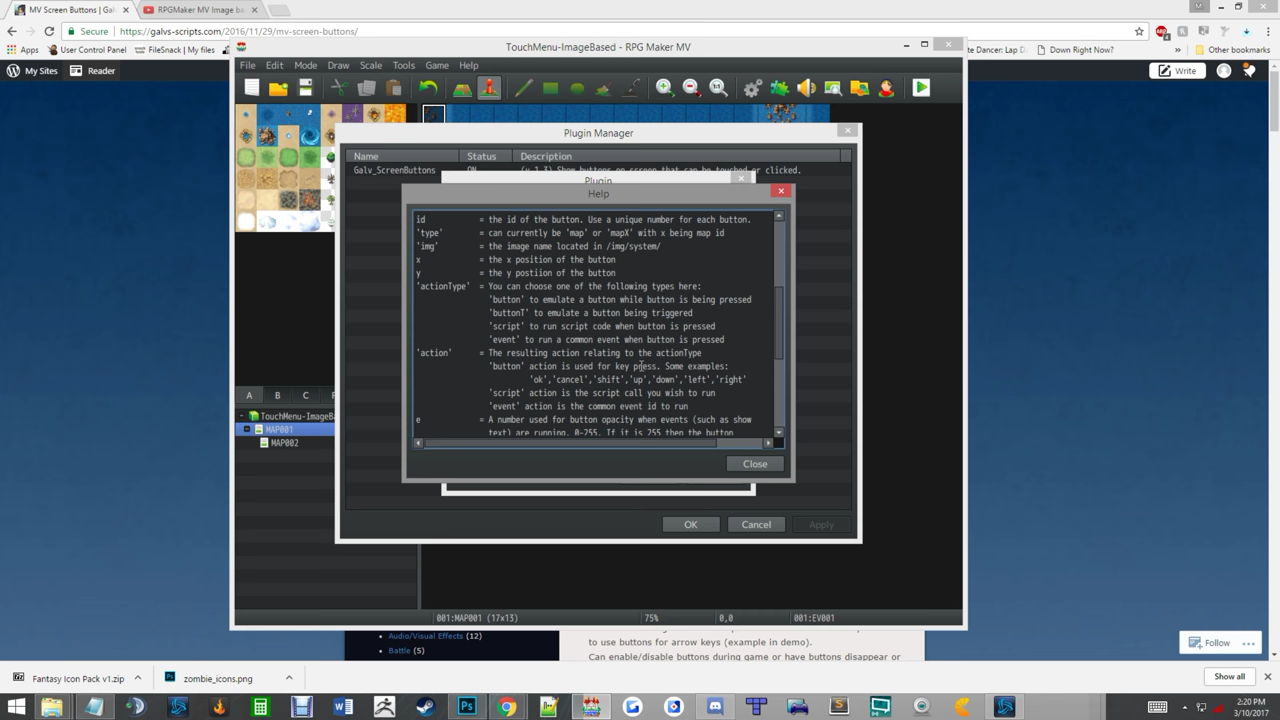 MV Screen Buttons | Galv
RPGMaker MV Image ba
Secure
https://galvs-scripts.com/2016/11/29/mv-screen-buttons/
Apps
User Control Panel
FileSnack | My files
te Dancer: Lap D
Down Right Now?
Other bookmarks
My Sites
Reader
Write
TouchMenu-ImageBased - RPG Maker MV
File Edit Mode Draw Scale Tools Game Help
Plugin Manager
Name Status Description
Galv_ScreenButtons ON (v.1.3) Show buttons on screen that can be touched or clicked.
Plugin
Help
id = the id of the button. Use a unique number for each button.
'type' = can currently be 'map' or 'mapX' with x being map id
'img' = the image name located in /img/system/
x = the x position of the button
y = the y postiion of the button
'actionType' = You can choose one of the following types here:
'button' to emulate a button while button is being pressed
'buttonT' to emulate a button being triggered
'script' to run script code when button is pressed
'event' to run a common event when button is pressed
'action' = The resulting action relating to the actionType
'button' action is used for key press. Some examples:
'ok','cancel','shift','up','down','left','right'
'script' action is the script call you wish to run
'event' action is the common event id to run
e = A number used for button opacity when events (such as show
text) are running. 0-255. If it is 255 then the button
Close
OK Cancel Apply
A B C
TouchMenu-ImageBa
MAP001
MAP002
001:MAP001 (17x13) 75% 0,0 001:EV001
Audio/Visual Effects (12)
Battle (5)
to use buttons for arrow keys (example in demo).
Can enable/disable buttons during game or have buttons disappear or
Follow
Fantasy Icon Pack v1.zip
zombie_icons.png
Show all
2:20 PM
3/10/2017